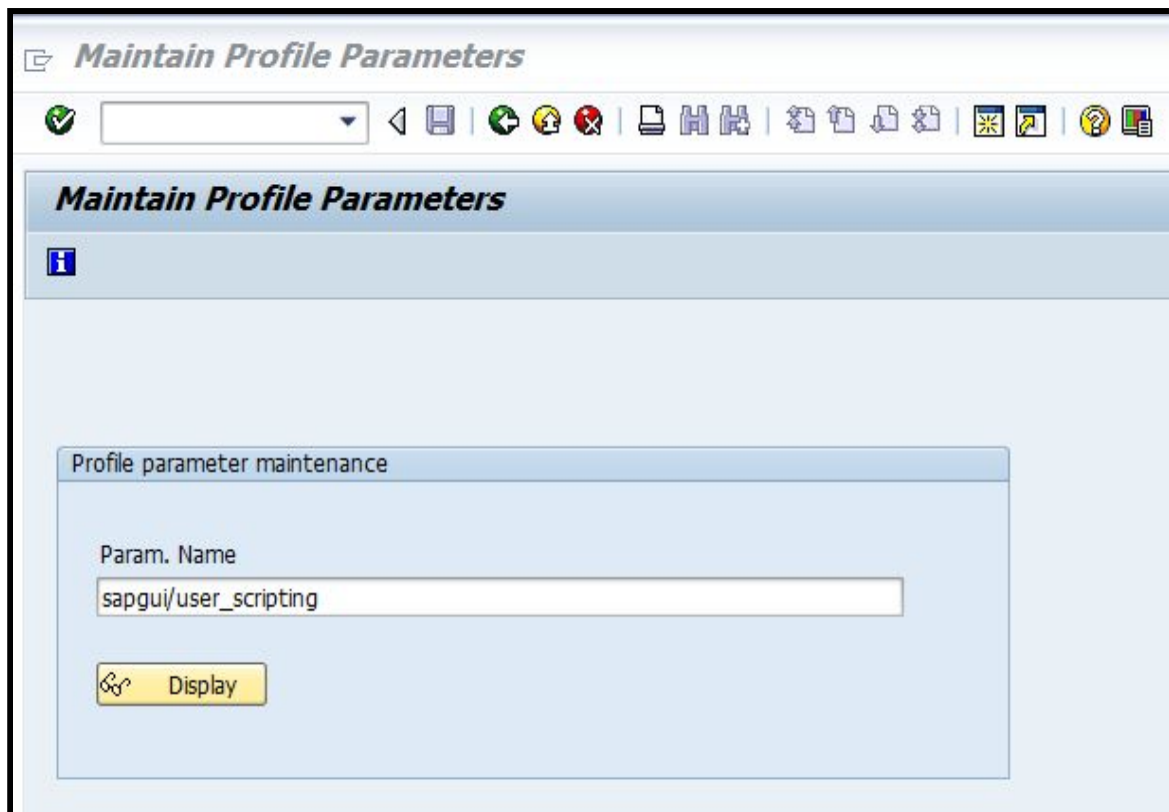 Maintain Profile Parameters
Maintain Profile Parameters
Profile parameter maintenance
Param. Name
sapgui/user_scripting
Display